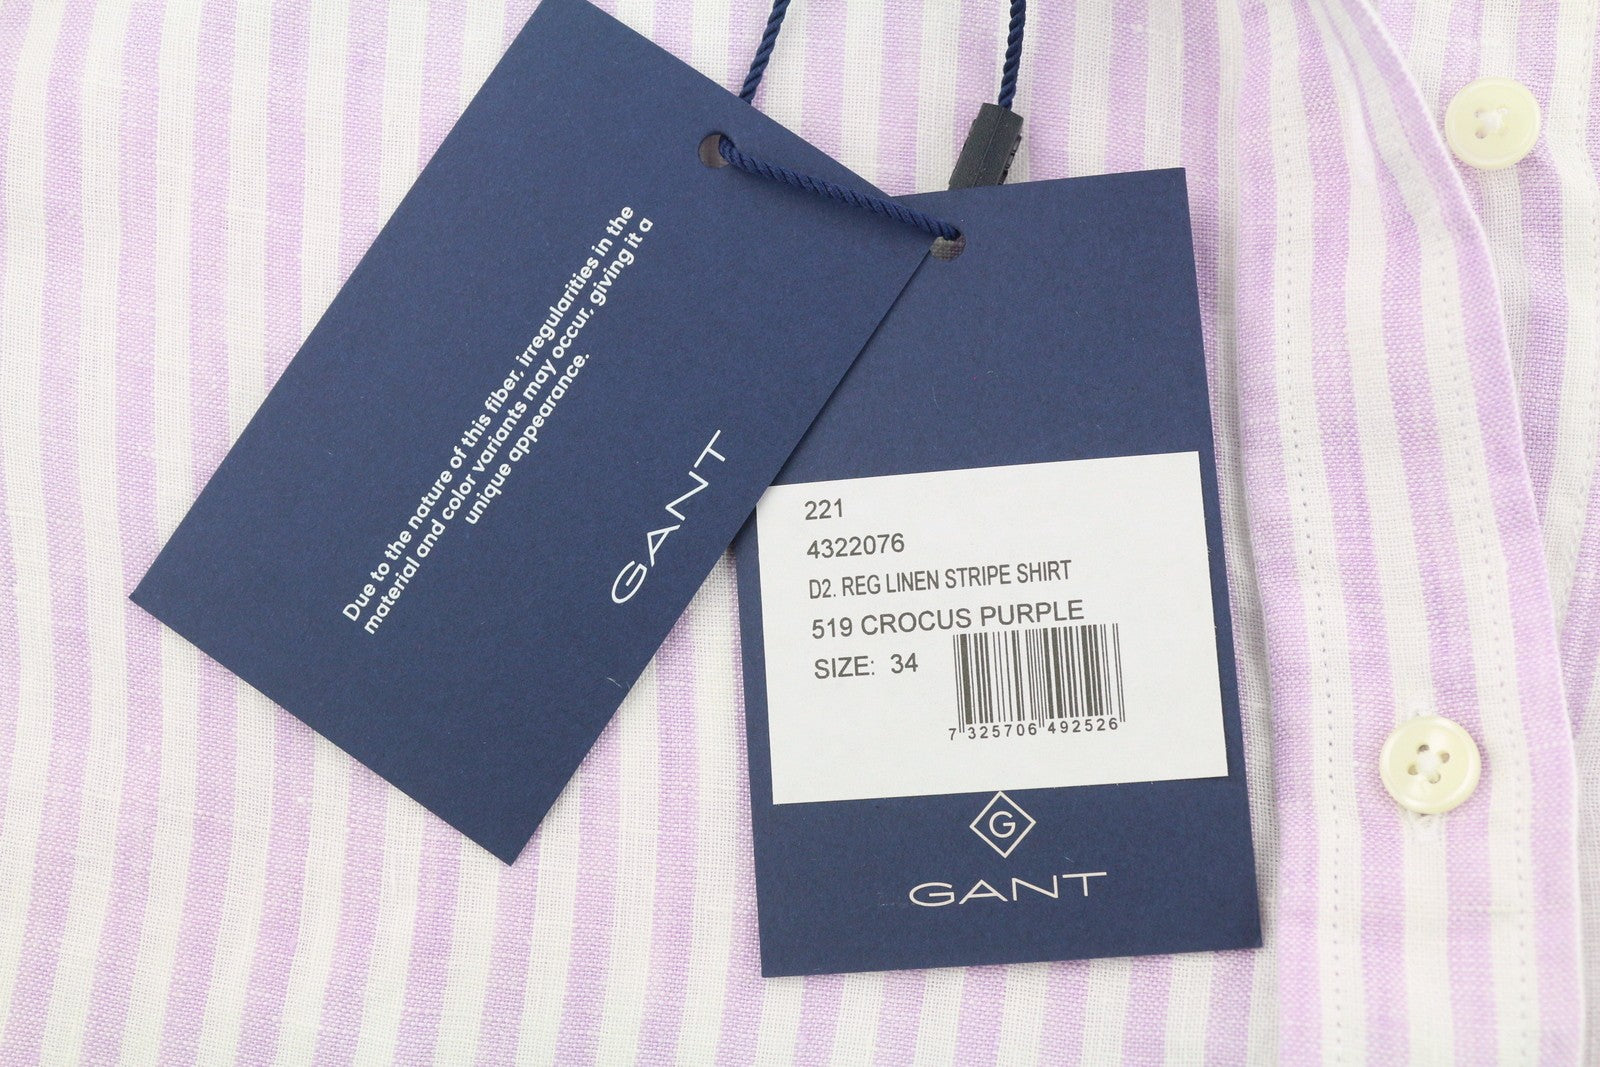 Due to the nature of this fiber, irregularities in the
material and color variants may occur, giving it a
unique appearance.
GANT
221
4322076
D2. REG LINEN STRIPE SHIRT
519 CROCUS PURPLE
SIZE: 34
7 325706 492526
G
GANT